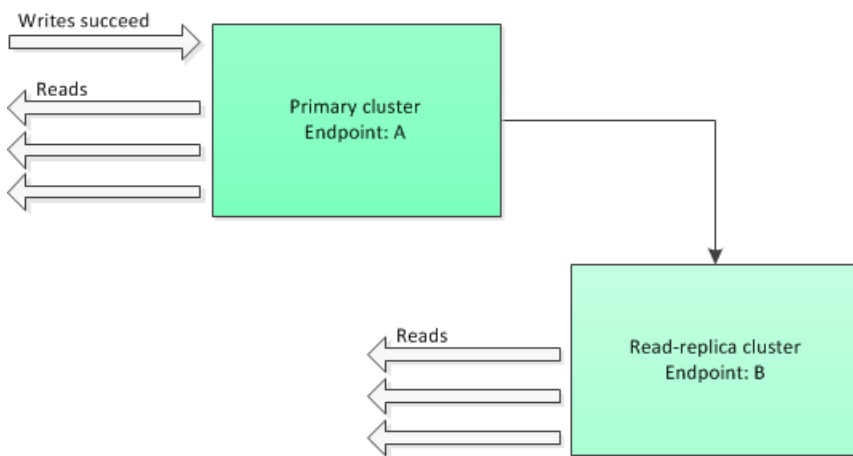 Writes succeed
Reads
Primary cluster
Endpoint: A
Reads
Read-replica cluster
Endpoint: B